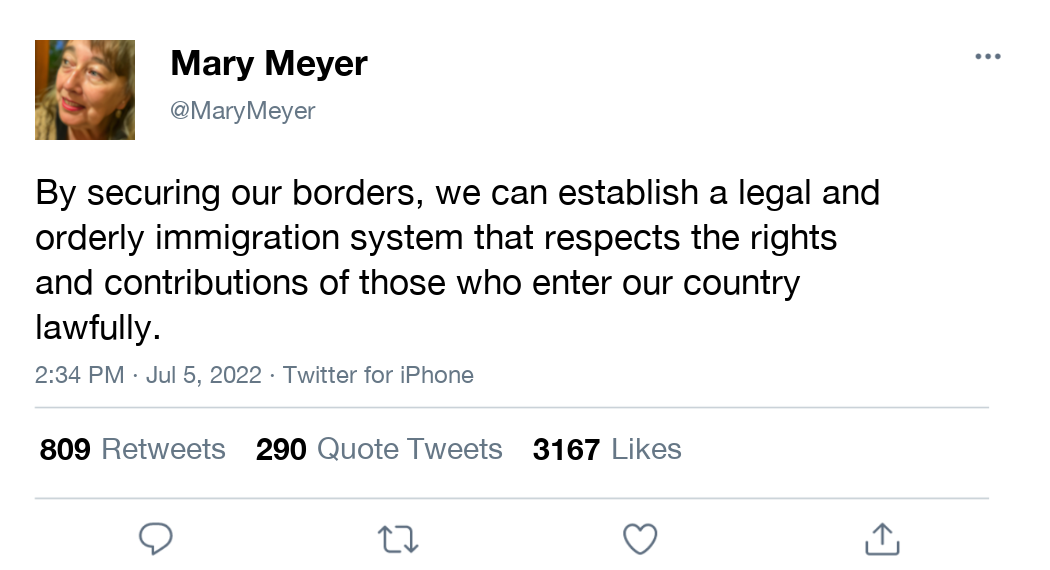 Mary Meyer
@MaryMeyer
By securing our borders, we can establish a legal and
orderly immigration system that respects the rights
and contributions of those who enter our country
lawfully.
2:34 PM · Jul 5, 2022 · Twitter for iPhone
809 Retweets 290 Quote Tweets 3167 Likes